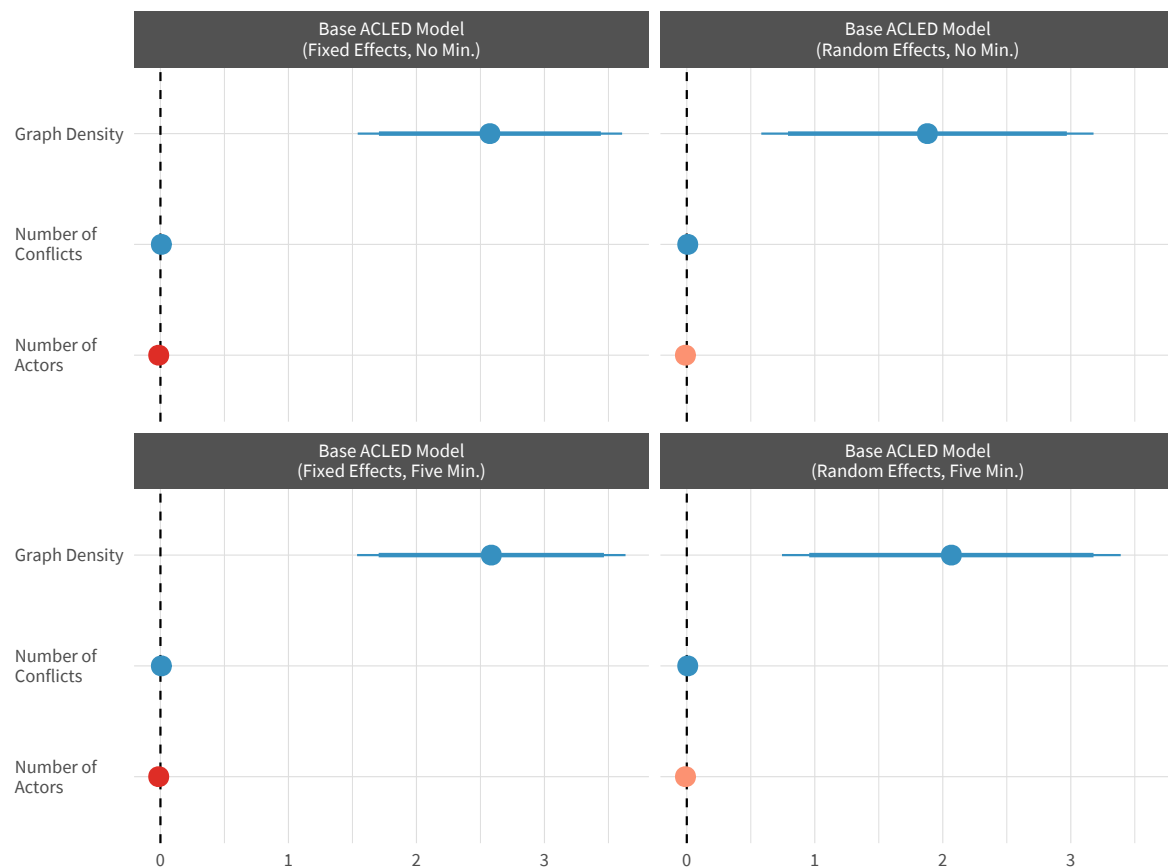 Base ACLED Model
(Fixed Effects, No Min.)
Base ACLED Model
(Random Effects, No Min.)
Graph Density
Number of
Conflicts
Number of
Actors
Base ACLED Model
(Fixed Effects, Five Min.)
Base ACLED Model
(Random Effects, Five Min.)
Graph Density
Number of
Conflicts
Number of
Actors
0 1 2 3
0 1 2 3